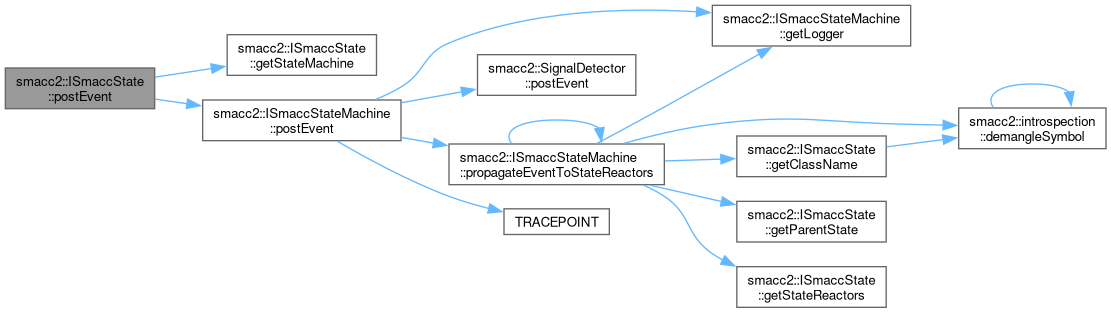 smacc2::ISmaccState
::postEvent
smacc2::ISmaccState
::getStateMachine
smacc2::ISmaccStateMachine
::postEvent
smacc2::SignalDetector
::postEvent
smacc2::ISmaccStateMachine
::propagateEventToStateReactors
TRACEPOINT
smacc2::ISmaccStateMachine
::getLogger
smacc2::ISmaccState
::getClassName
smacc2::ISmaccState
::getParentState
smacc2::ISmaccState
::getStateReactors
smacc2::introspection
::demangleSymbol